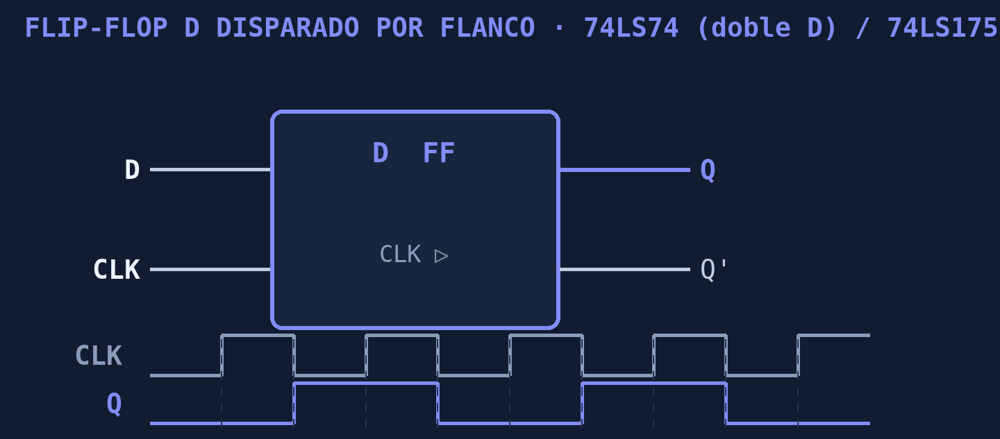 FLIP-FLOP D DISPARADO POR FLANCO · 74LS74 (doble D) / 74LS175
D FF
D
Q
CLK ▷
CLK
Q'
CLK
Q